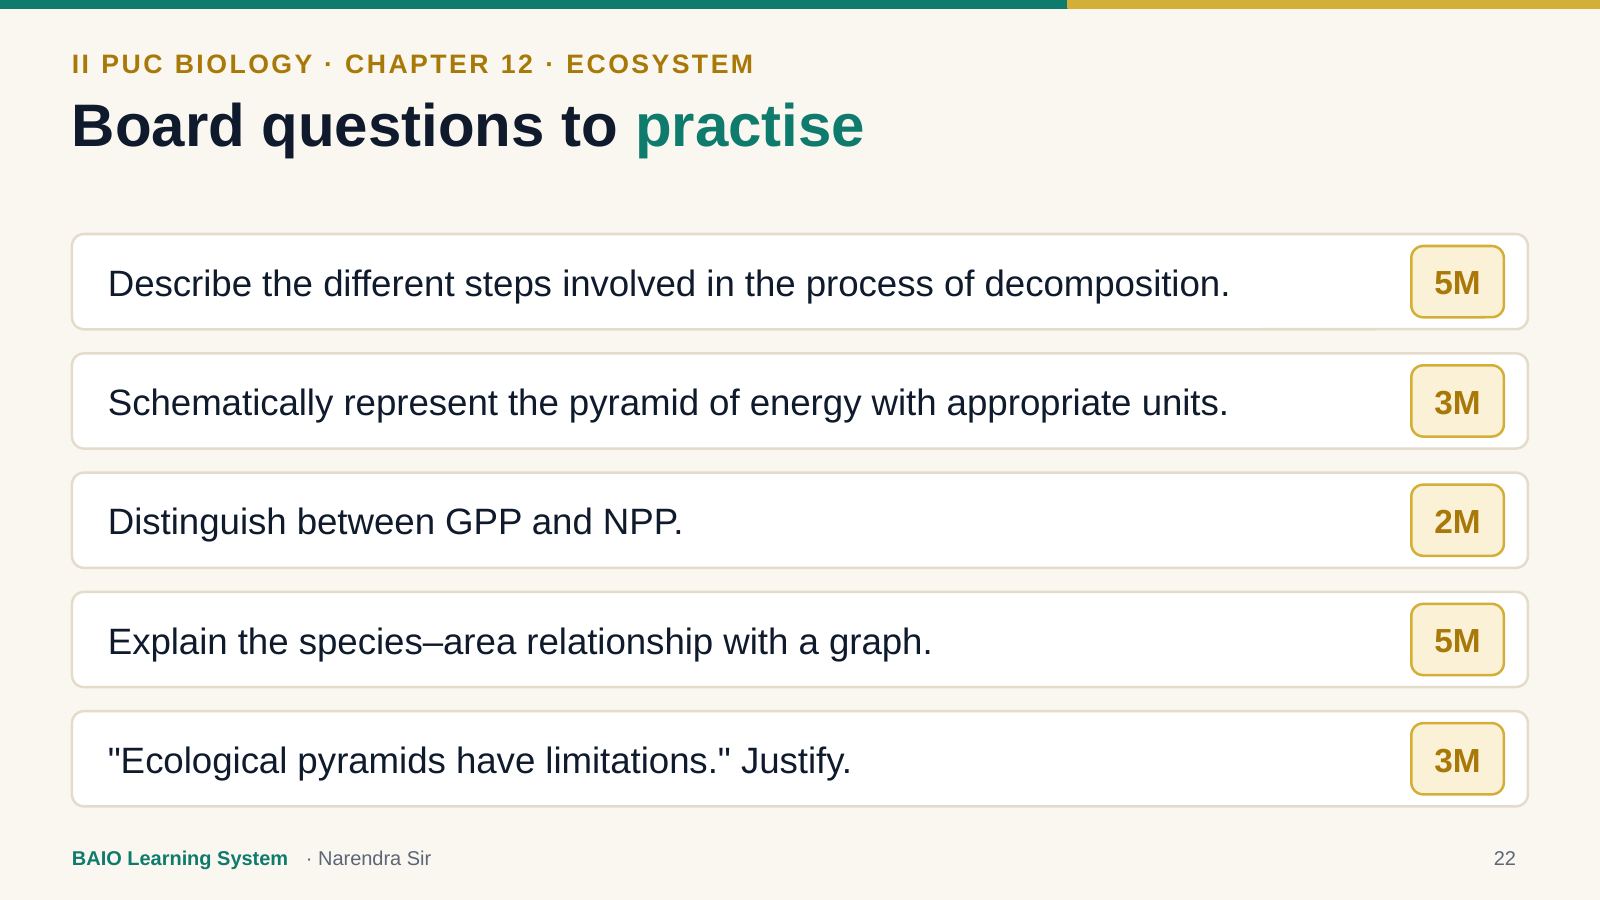 II PUC BIOLOGY · CHAPTER 12 · ECOSYSTEM
Board questions to practise
Describe the different steps involved in the process of decomposition. 5M
Schematically represent the pyramid of energy with appropriate units. 3M
Distinguish between GPP and NPP. 2M
Explain the species–area relationship with a graph. 5M
"Ecological pyramids have limitations." Justify. 3M
BAIO Learning System · Narendra Sir 22